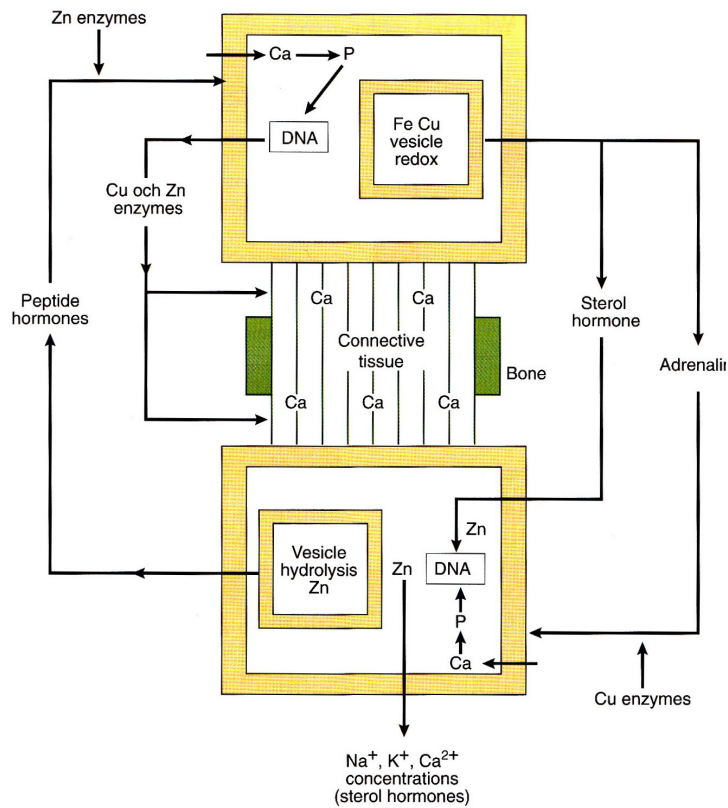 Zn enzymes
Ca
P
DNA
Fe Cu
vesicle
redox
Cu och Zn
enzymes
Peptide
hormones
Ca
Ca
Connective
tissue
Bone
Sterol
hormone
Adrenalin
Ca
Ca
Ca
Zn
Vesicle
hydrolysis
Zn
Zn
DNA
P
Ca
Cu enzymes
Na+, K+, Ca2+
concentrations
(sterol hormones)